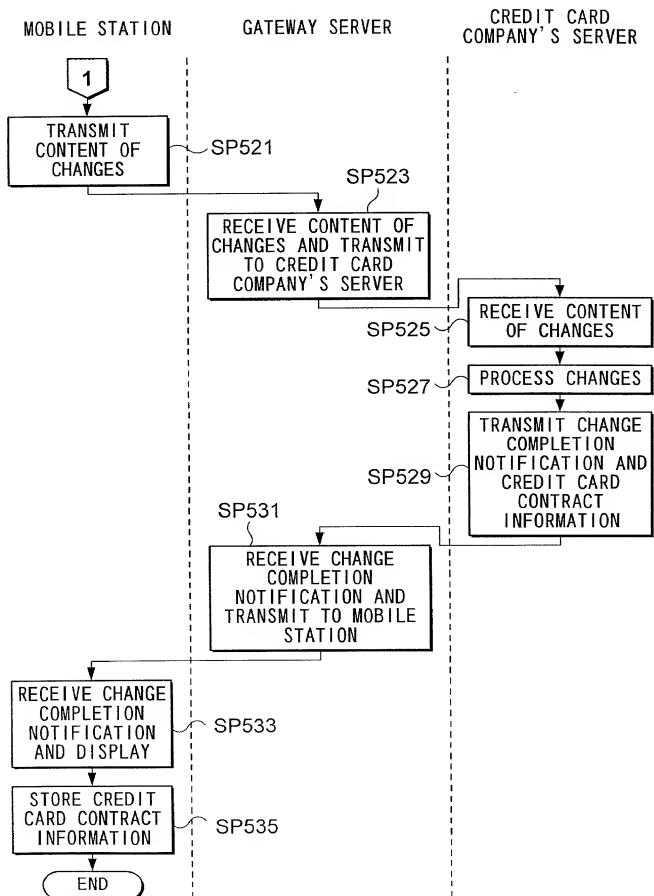 MOBILE STATION
GATEWAY SERVER
CREDIT CARD
COMPANY'S SERVER
1
TRANSMIT
CONTENT OF
CHANGES
SP521
SP523
RECEIVE CONTENT OF
CHANGES AND TRANSMIT
TO CREDIT CARD
COMPANY'S SERVER
SP525
RECEIVE CONTENT
OF CHANGES
SP527
PROCESS CHANGES
SP529
TRANSMIT CHANGE
COMPLETION
NOTIFICATION AND
CREDIT CARD
CONTRACT
INFORMATION
SP531
RECEIVE CHANGE
COMPLETION
NOTIFICATION AND
TRANSMIT TO MOBILE
STATION
RECEIVE CHANGE
COMPLETION
NOTIFICATION
AND DISPLAY
SP533
STORE CREDIT
CARD CONTRACT
INFORMATION
SP535
END